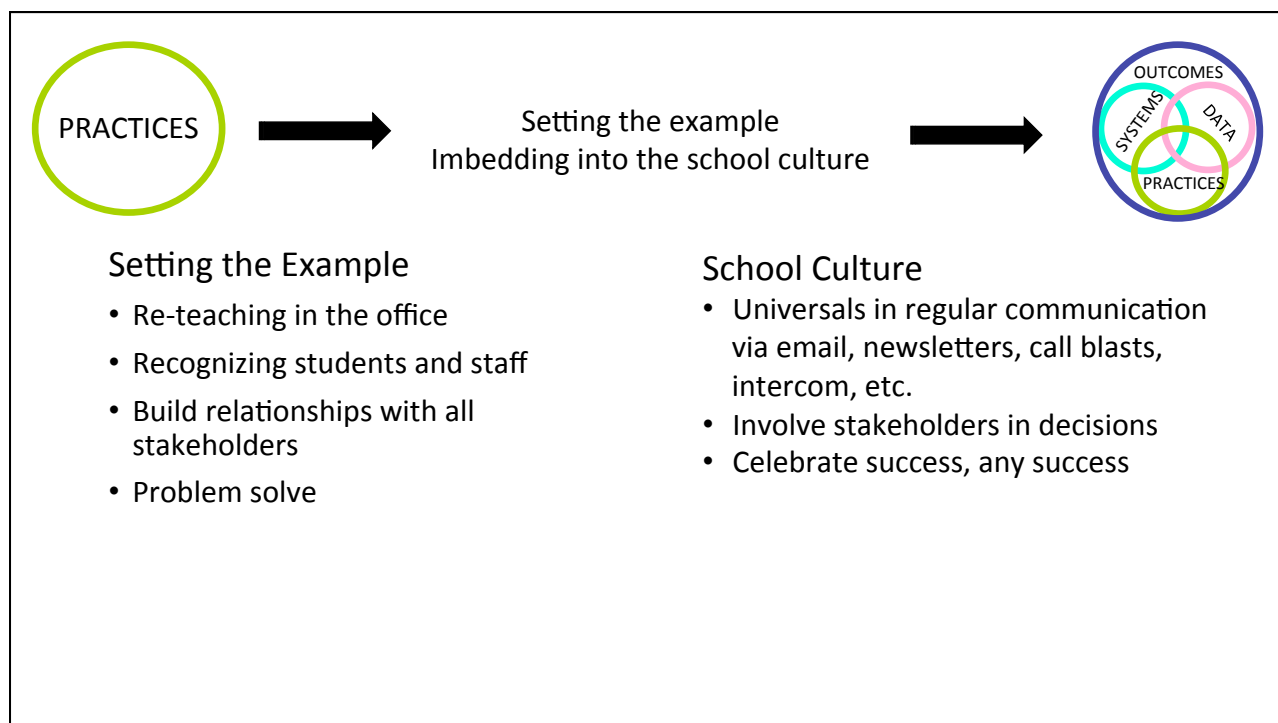 PRACTICES
Setting the example
Imbedding into the school culture
OUTCOMES
SYSTEMS
DATA
PRACTICES
Setting the Example
• Re-teaching in the office
• Recognizing students and staff
• Build relationships with all
stakeholders
• Problem solve
School Culture
• Universals in regular communication
via email, newsletters, call blasts,
intercom, etc.
• Involve stakeholders in decisions
• Celebrate success, any success